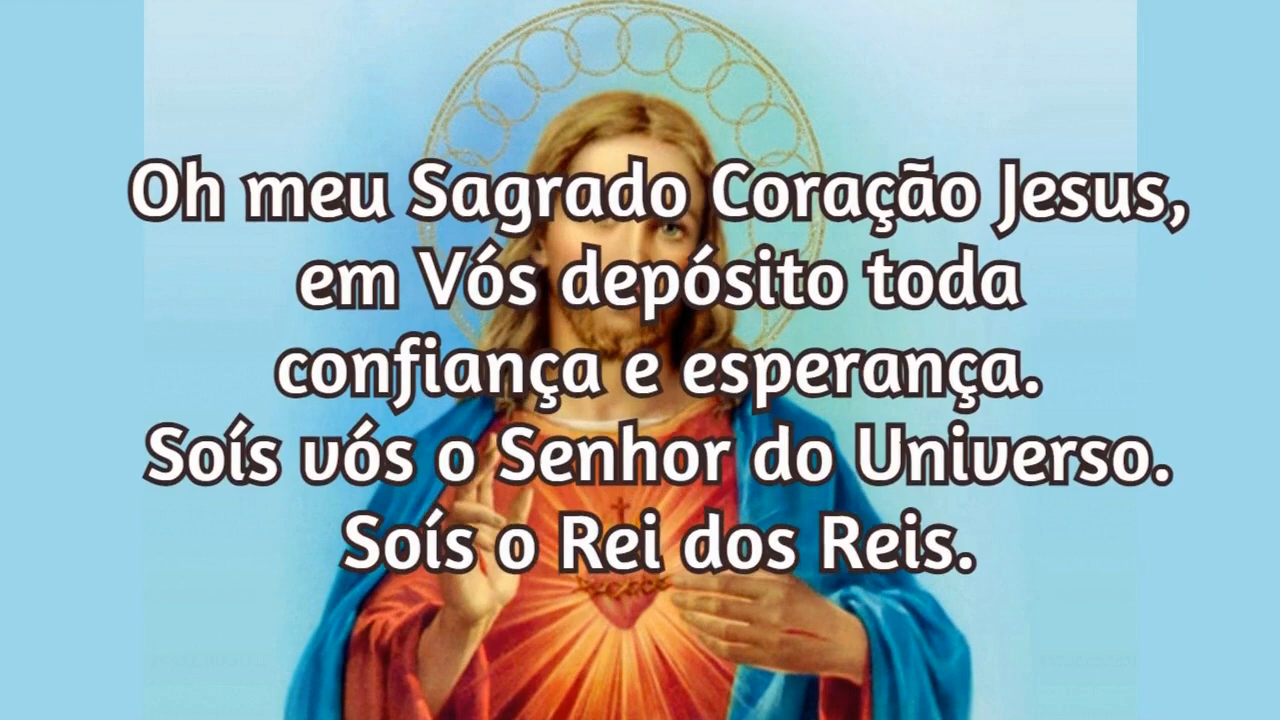 Oh meu Sagrado Coração Jesus,
em Vós depósito toda
confiança e esperança.
Soís vós o Senhor do Universo.
Soís o Rei dos Reis.